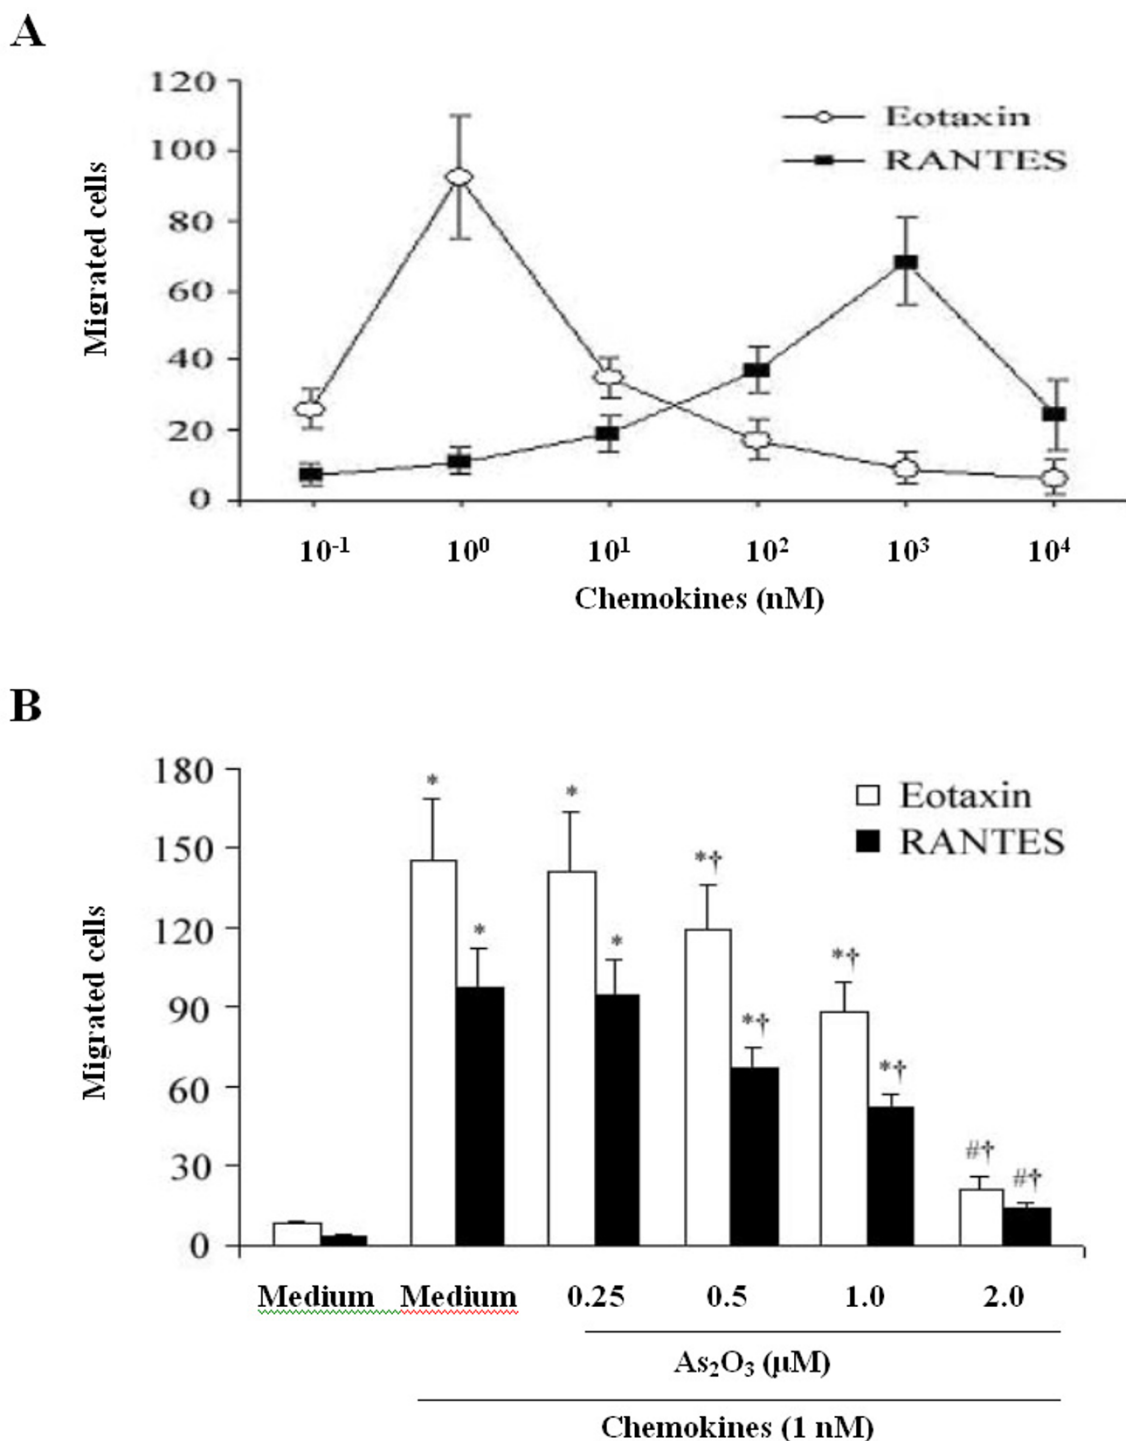 A
120
100
80
60
40
20
0
Migrated cells
Eotaxin
RANTES
10⁻¹ 10⁰ 10¹ 10² 10³ 10⁴
Chemokines (nM)
B
180
150
120
90
60
30
0
Migrated cells
Eotaxin
RANTES
* * * * *† *† *† *† #† #†
Medium Medium 0.25 0.5 1.0 2.0
As₂O₃ (μM)
Chemokines (1 nM)